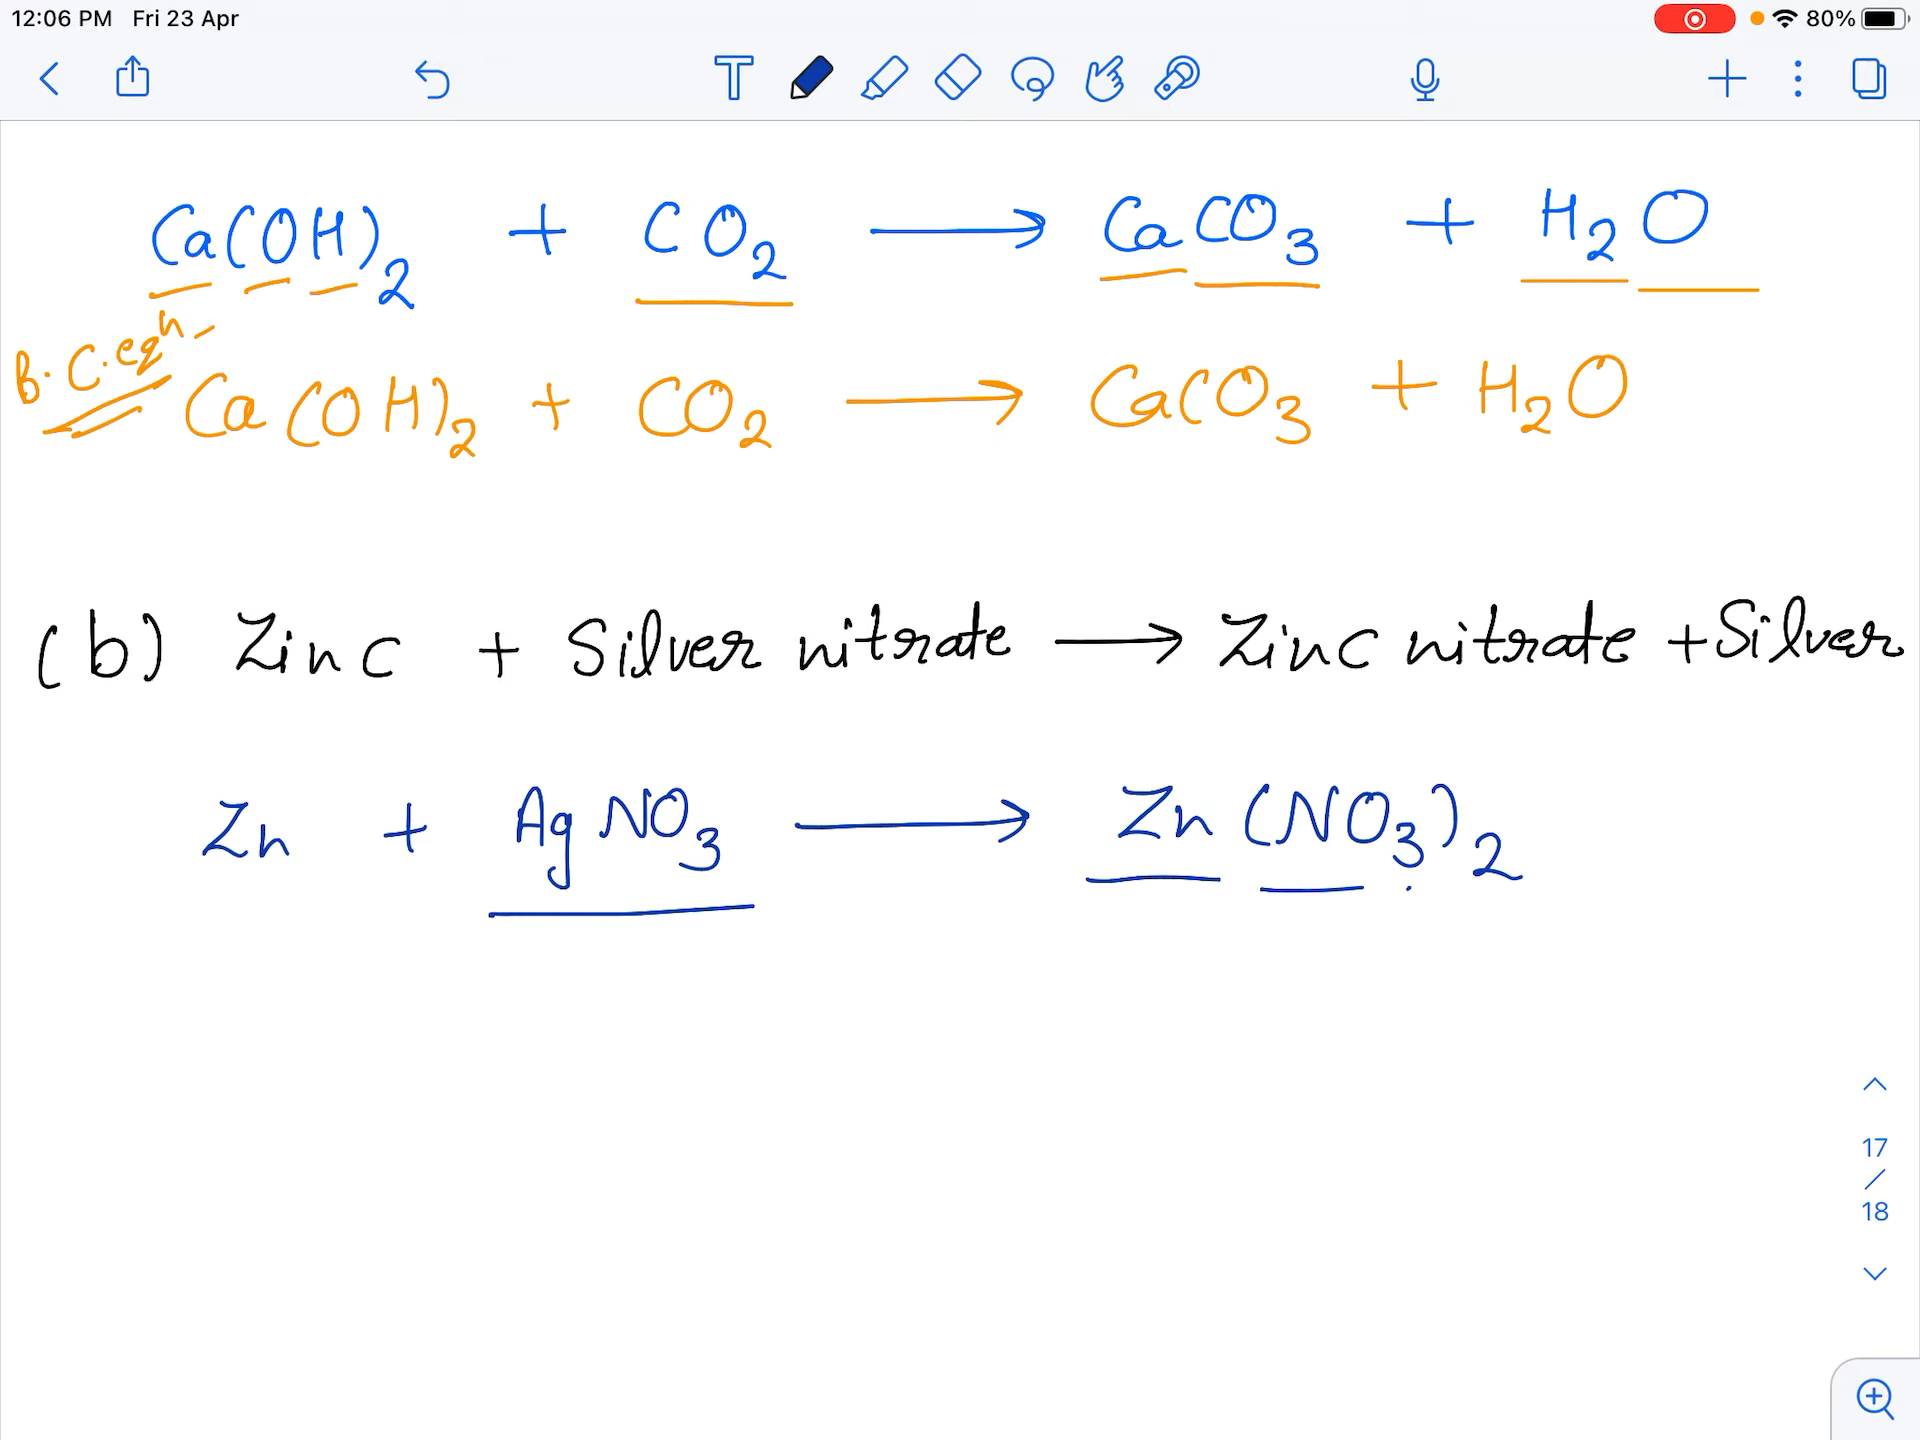 12:06 PM Fri 23 Apr 80%
T
Ca(OH)₂ + CO₂ ⟶ CaCO₃ + H₂O
B.C.eqⁿ-
Ca(OH)₂ + CO₂ ⟶ CaCO₃ + H₂O
(b) Zinc + Silver nitrate ⟶ Zinc nitrate + Silver
Zn + AgNO₃ ⟶ Zn(NO₃)₂
17
/
18